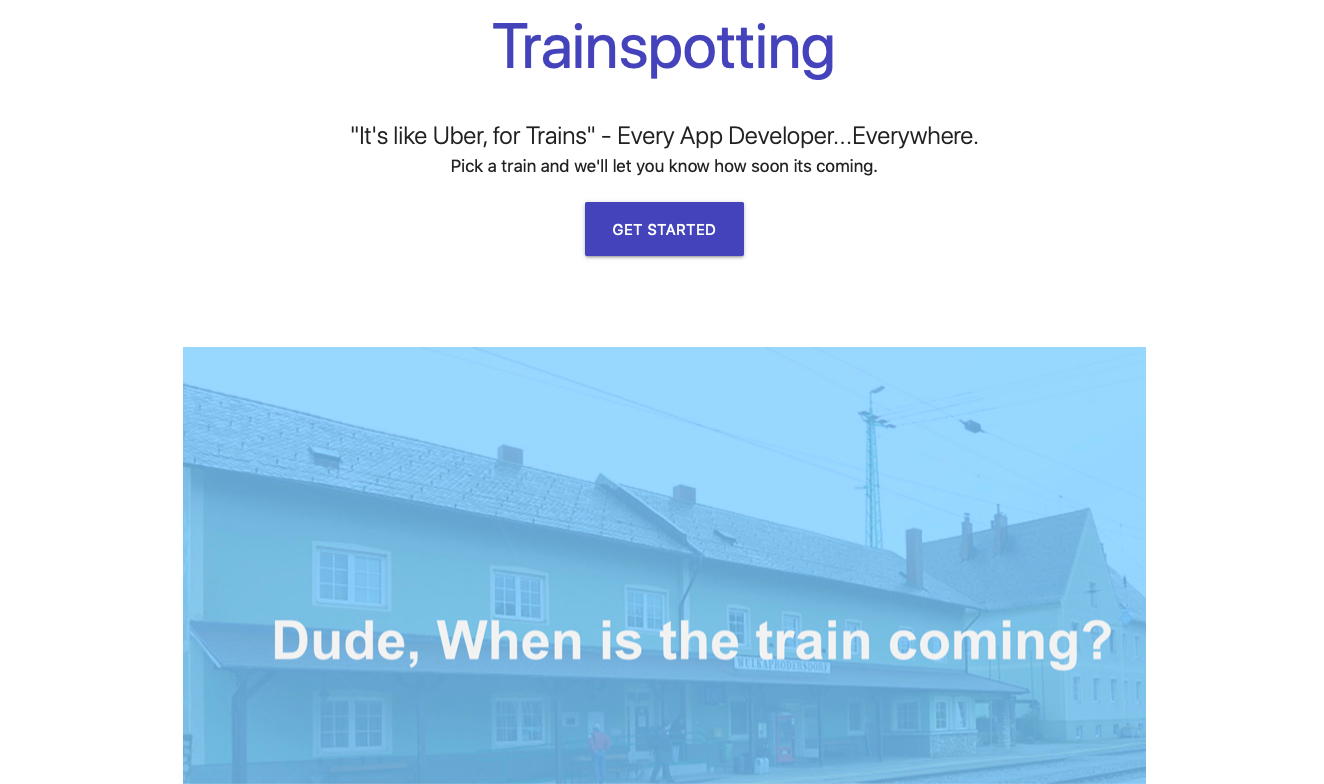 Trainspotting
"It's like Uber, for Trains" - Every App Developer...Everywhere.
Pick a train and we'll let you know how soon its coming.
GET STARTED
Dude, When is the train coming?
WULKAPRODERSDORF